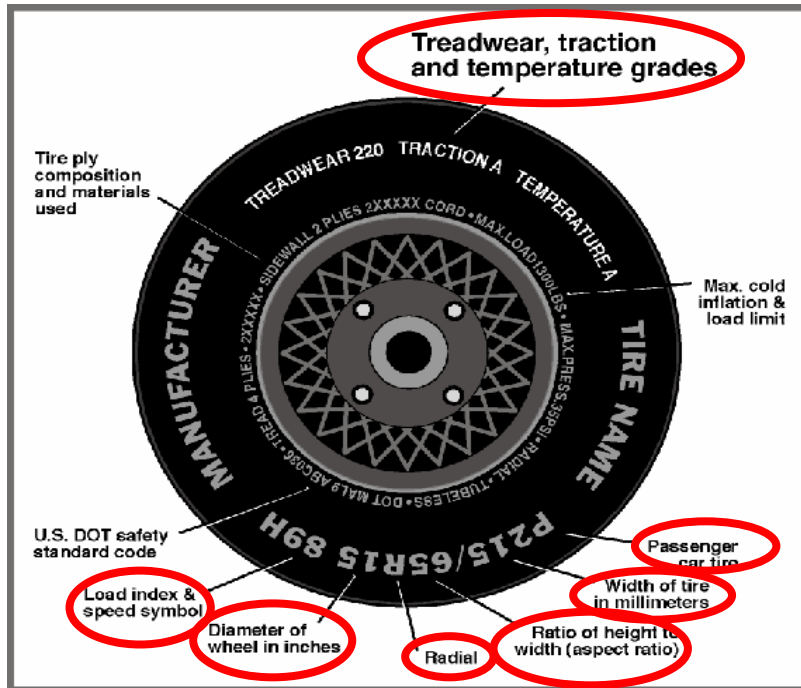 Treadwear, traction
and temperature grades
TREADWEAR 220 TRACTION A TEMPERATURE A
Tire ply
composition
and materials
used
SIDEWALL 2 PLIES 2XXXXX CORD • MAX.LOAD1300LBS • MAX.PRESS.35PSI • RADIAL • TUBELESS • DOT MAL9 ABC036 • TREAD 4 PLIES • 2XXXXX •
Max. cold
inflation &
load limit
MANUFACTURER
TIRE NAME
U.S. DOT safety
standard code
P215/65R15 89H
Passenger
car tire
Load index &
speed symbol
Width of tire
in millimeters
Diameter of
wheel in inches
Radial
Ratio of height to
width (aspect ratio)